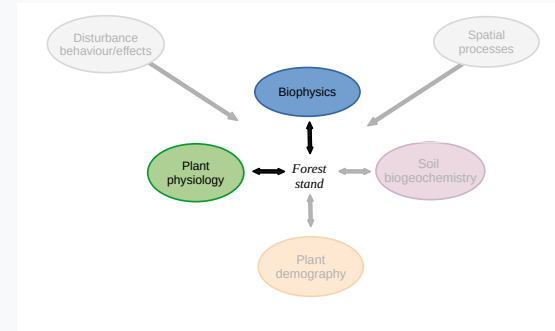 Disturbance
behaviour/effects
Spatial
processes
Biophysics
Plant
physiology
Forest
stand
Soil
biogeochemistry
Plant
demography